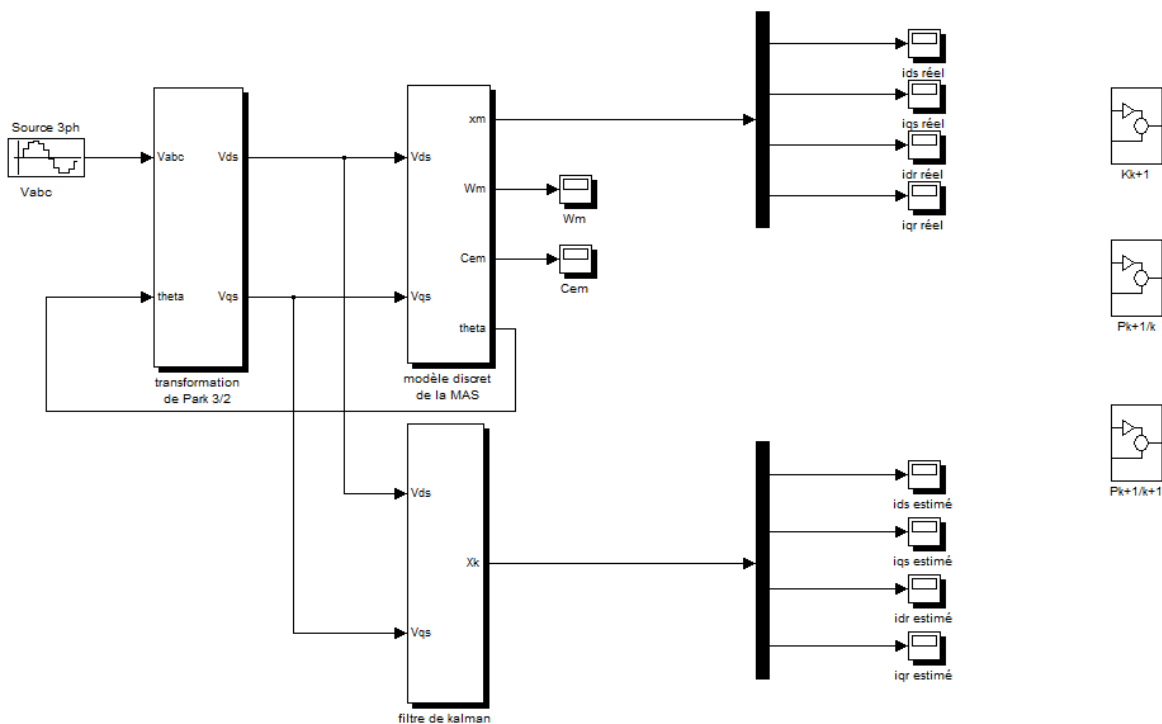 Source 3ph
Vabc
Vabc
theta
Vds
Vqs
transformation
de Park 3/2
Vds
Vqs
xm
Wm
Cem
theta
modèle discret
de la MAS
Wm
Cem
ids réel
iqs réel
idr réel
iqr réel
Kk+1
Pk+1/k
Pk+1/k+1
Vds
Vqs
Xk
filtre de kalman
ids estimé
iqs estimé
idr estimé
iqr estimé